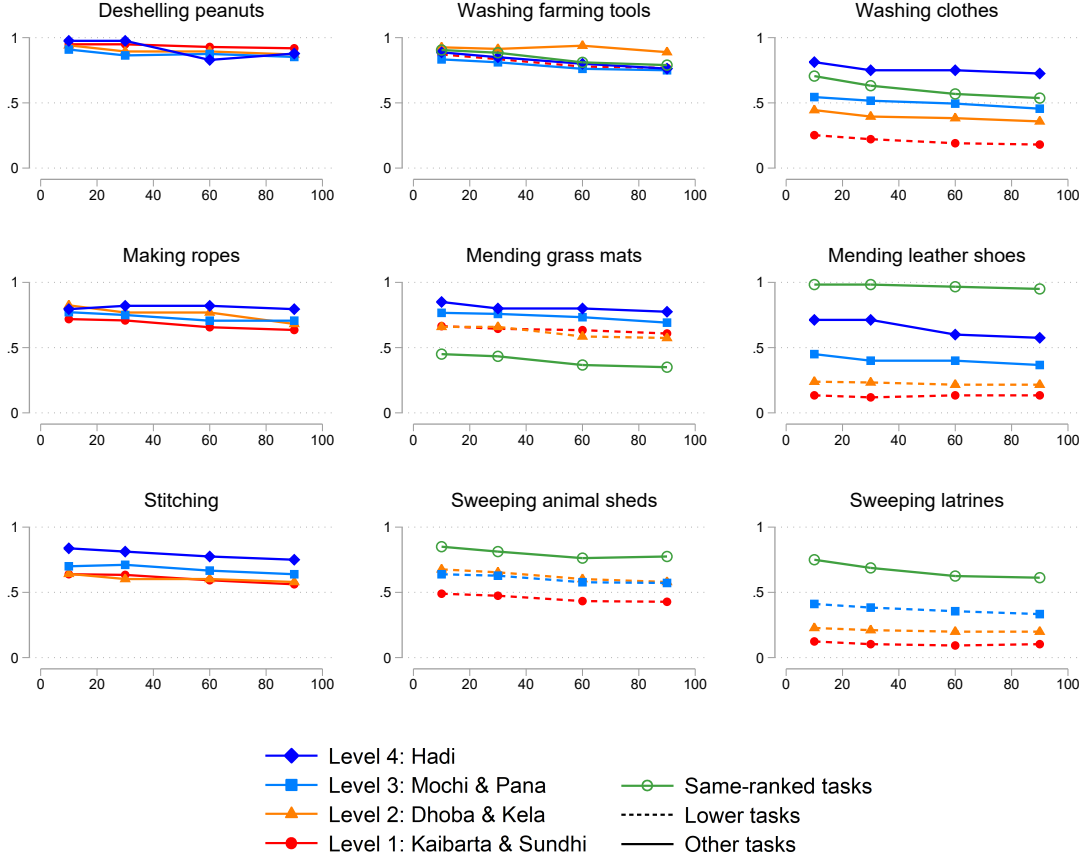 Deshelling peanuts
Washing farming tools
Washing clothes
1
.5
0
0 20 40 60 80 100
1
.5
0
0 20 40 60 80 100
1
.5
0
0 20 40 60 80 100
Making ropes
Mending grass mats
Mending leather shoes
1
.5
0
0 20 40 60 80 100
1
.5
0
0 20 40 60 80 100
1
.5
0
0 20 40 60 80 100
Stitching
Sweeping animal sheds
Sweeping latrines
1
.5
0
0 20 40 60 80 100
1
.5
0
0 20 40 60 80 100
1
.5
0
0 20 40 60 80 100
Level 4: Hadi
Level 3: Mochi & Pana
Level 2: Dhoba & Kela
Level 1: Kaibarta & Sundhi
Same-ranked tasks
Lower tasks
Other tasks